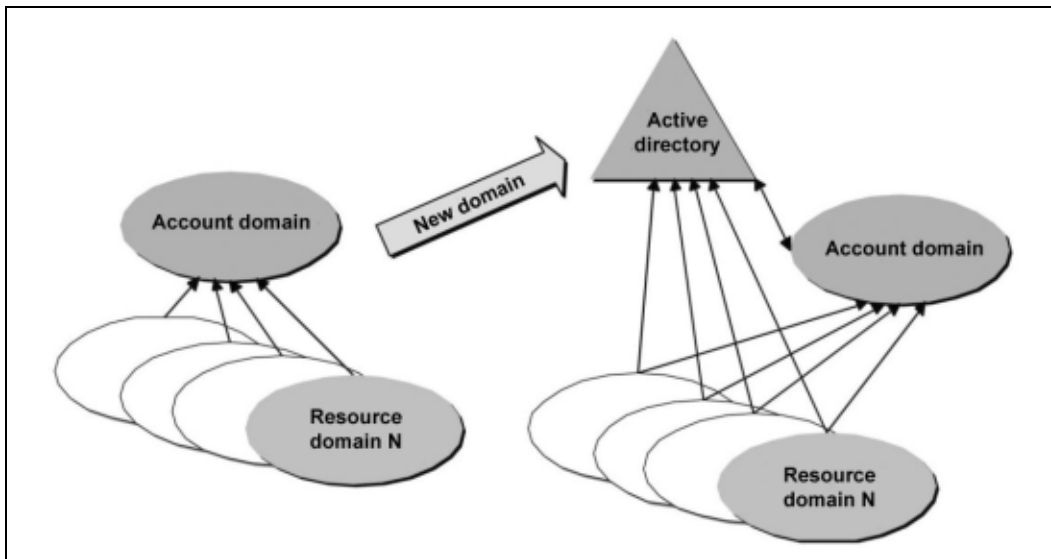 Account domain
Resource
domain N
New domain
Active
directory
Account domain
Resource
domain N